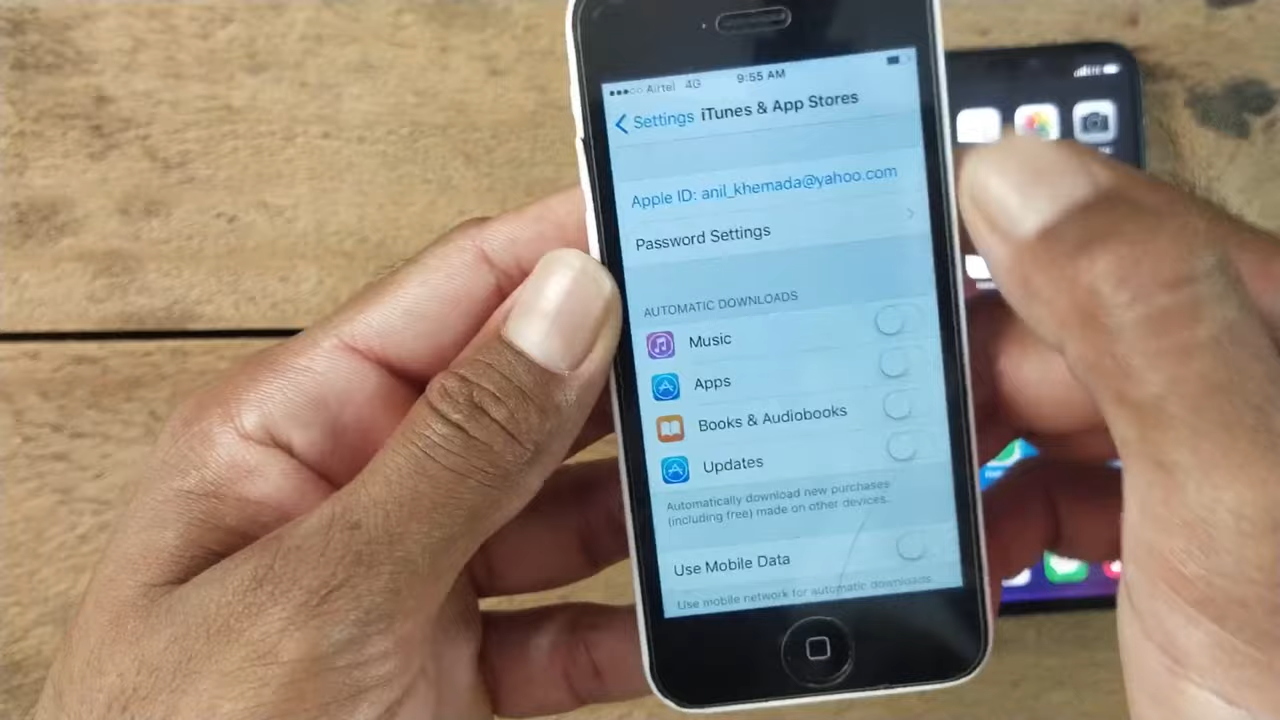 Airtel 4G 9:55 AM
Settings iTunes & App Stores
Apple ID: anil_khemada@yahoo.com
Password Settings
AUTOMATIC DOWNLOADS
Music
Apps
Books & Audiobooks
Updates
Automatically download new purchases
(including free) made on other devices.
Use Mobile Data
Use mobile network for automatic downloads.